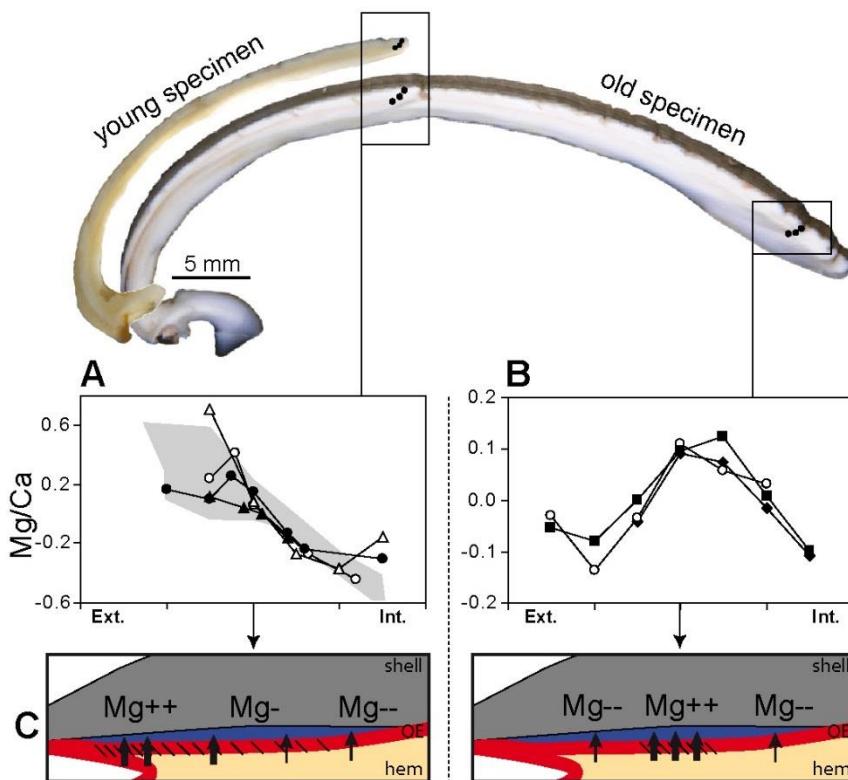 young specimen
old specimen
5 mm
A
B
Mg/Ca
0.6
0.2
-0.2
-0.6
Ext.
Int.
0.2
0.1
0.0
-0.1
-0.2
Ext.
Int.
C
shell
Mg++
Mg-
Mg--
OE
hem
shell
Mg--
Mg++
Mg--
OE
hem